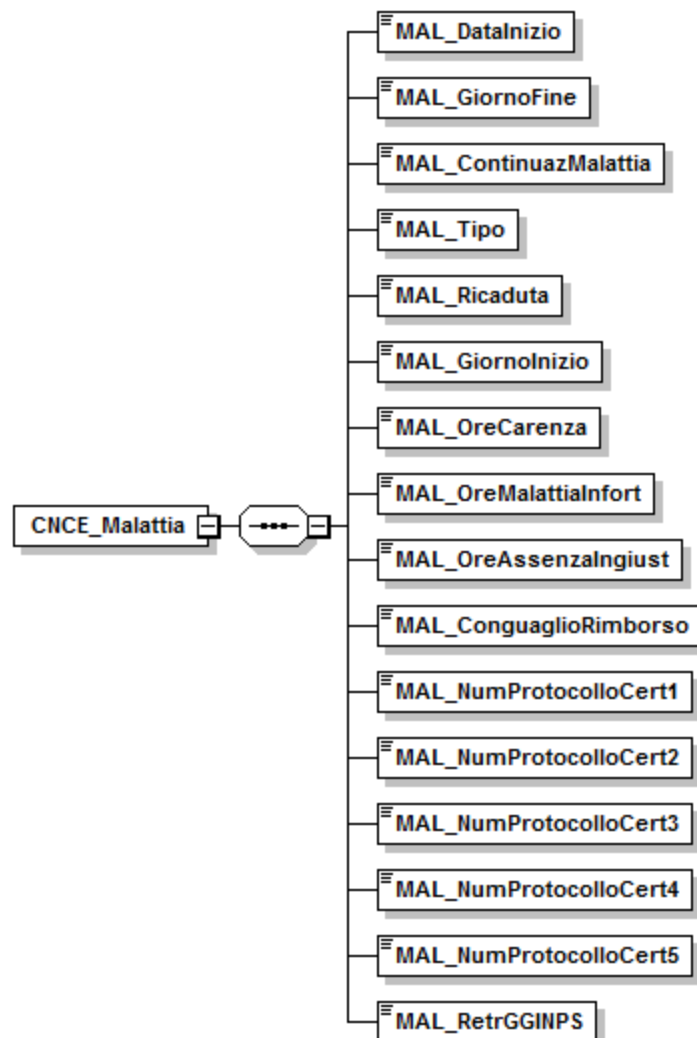 MAL_DataInizio
MAL_GiornoFine
MAL_ContinuazMalattia
MAL_Tipo
MAL_Ricaduta
MAL_GiornoInizio
MAL_OreCarenza
MAL_OreMalattiaInfort
CNCE_Malattia
MAL_OreAssenzaIngiust
MAL_ConguaglioRimborso
MAL_NumProtocolloCert1
MAL_NumProtocolloCert2
MAL_NumProtocolloCert3
MAL_NumProtocolloCert4
MAL_NumProtocolloCert5
MAL_RetrGGINPS